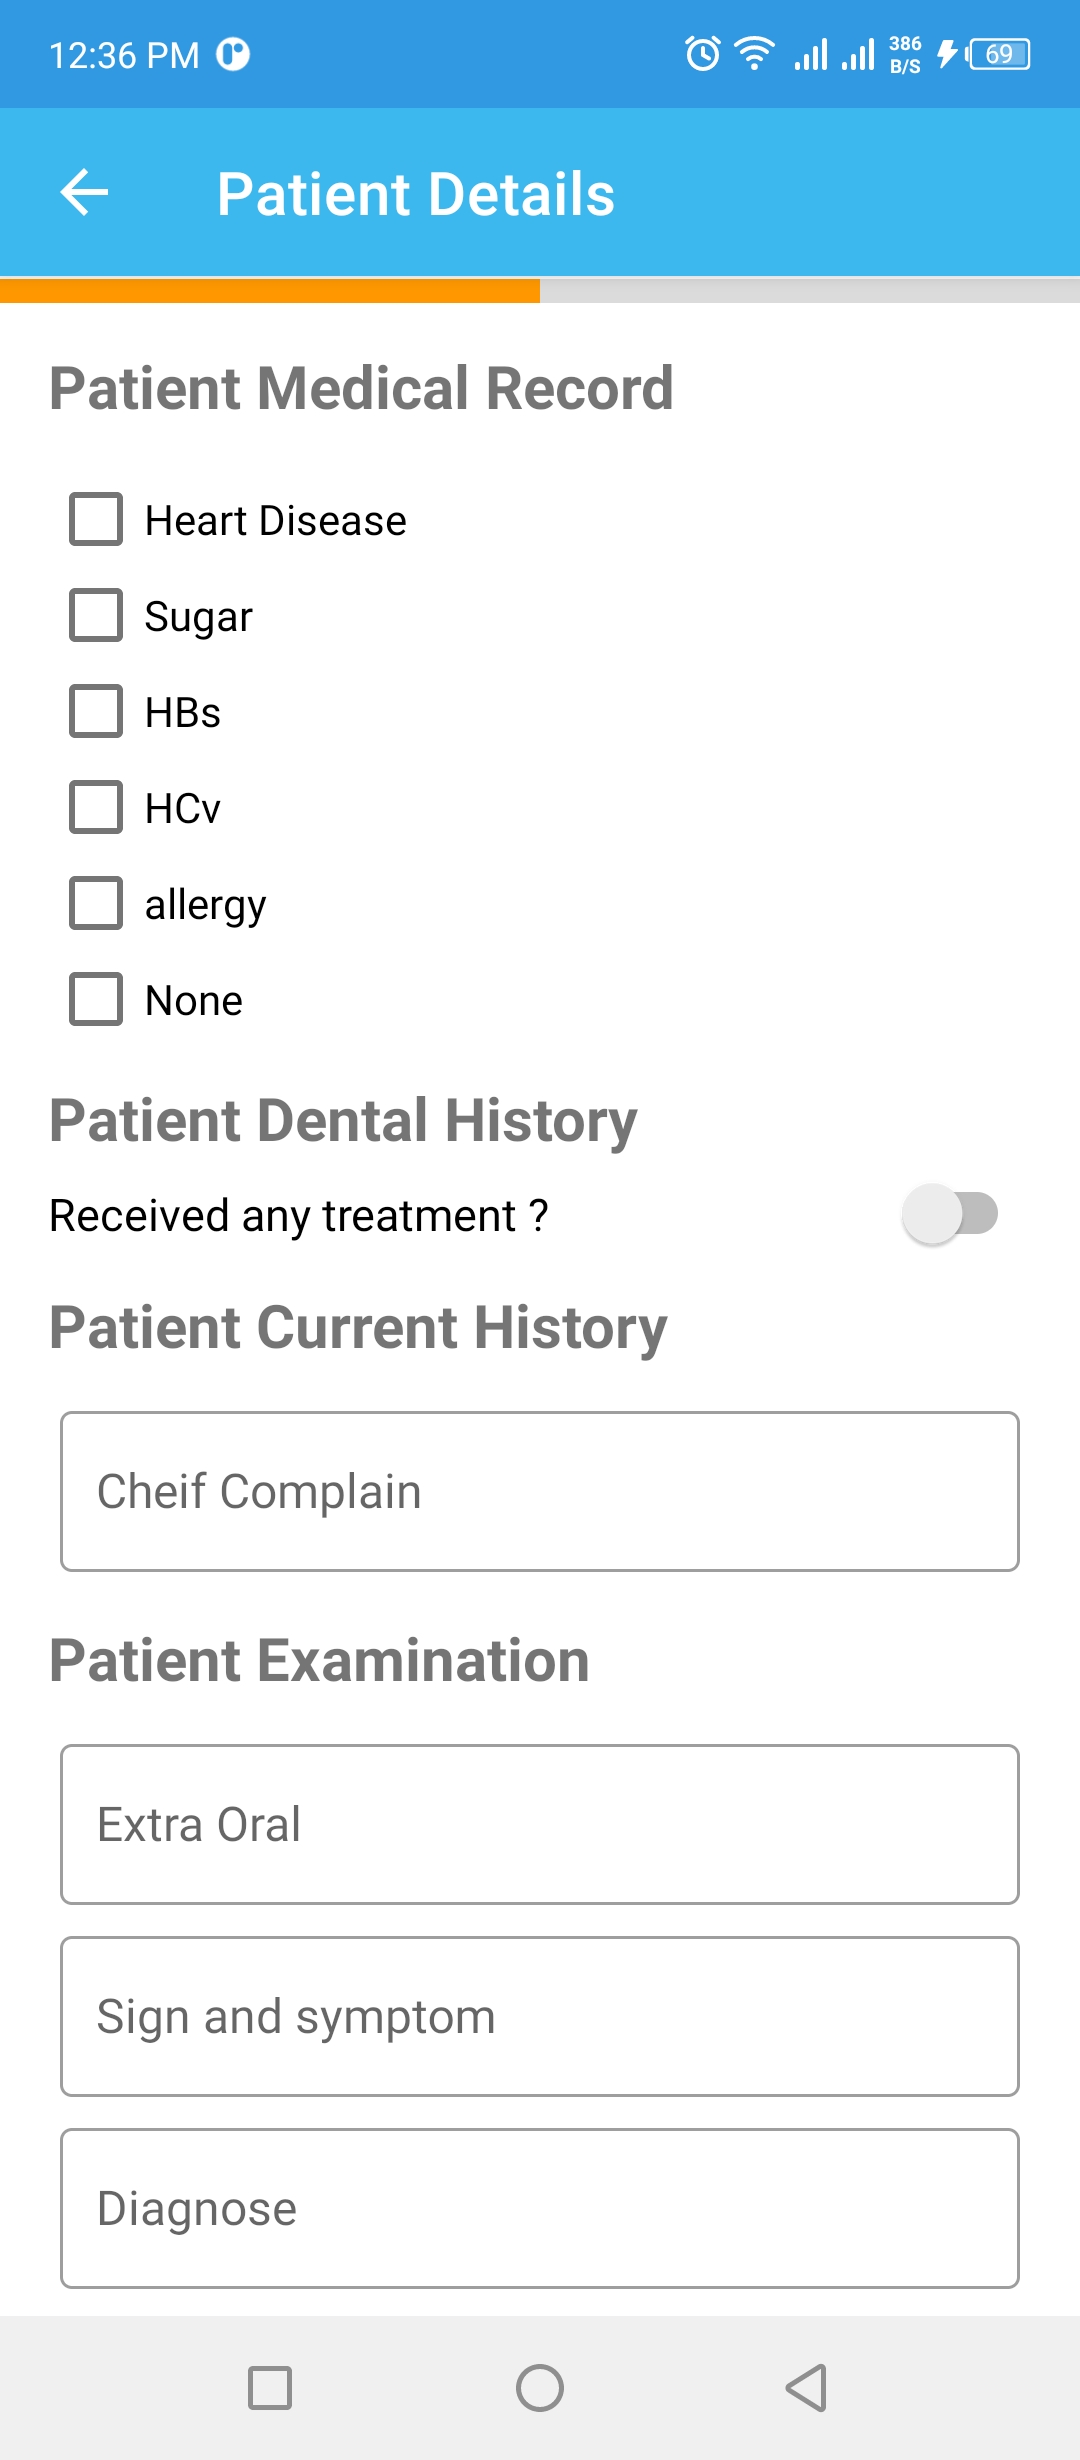 12:36 PM
386
B/S
69
Patient Details
Patient Medical Record
Heart Disease
Sugar
HBs
HCv
allergy
None
Patient Dental History
Received any treatment ?
Patient Current History
Cheif Complain
Patient Examination
Extra Oral
Sign and symptom
Diagnose